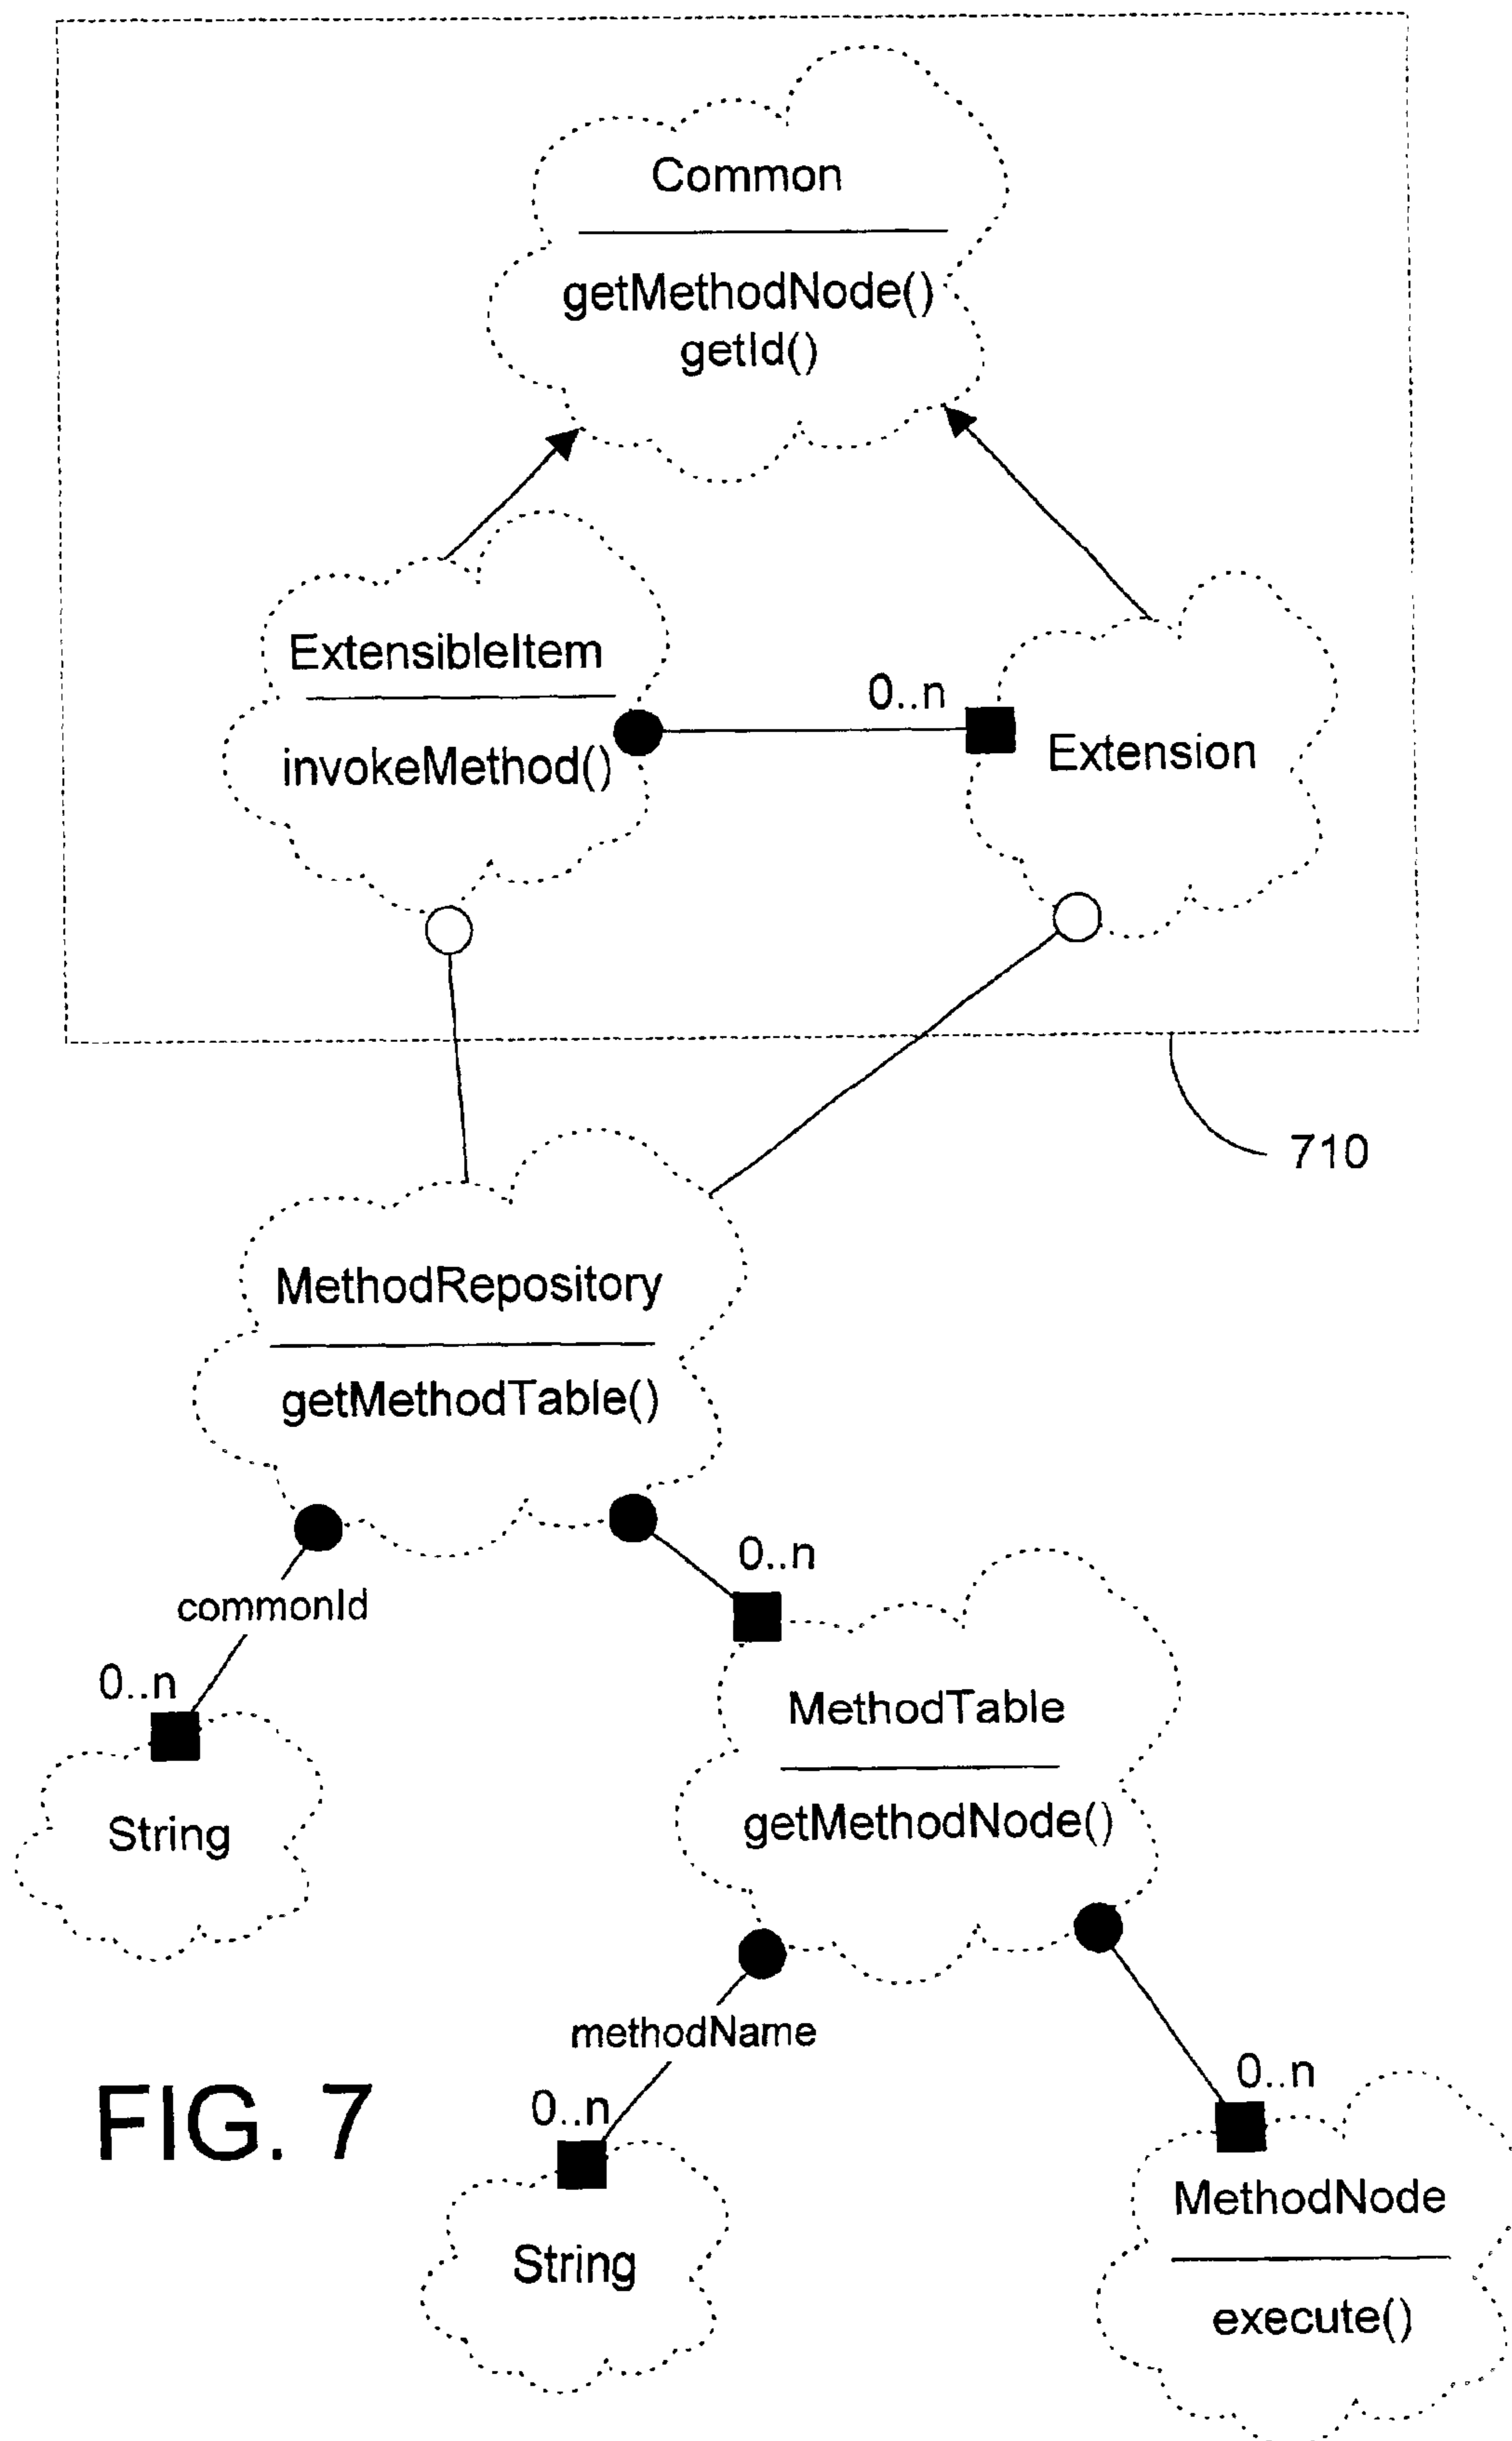 Common
getMethodNode()
getId()
ExtensibleItem
invokeMethod()
0..n
Extension
710
MethodRepository
getMethodTable()
commonId
0..n
String
0..n
MethodTable
getMethodNode()
methodName
0..n
String
0..n
MethodNode
execute()
FIG. 7